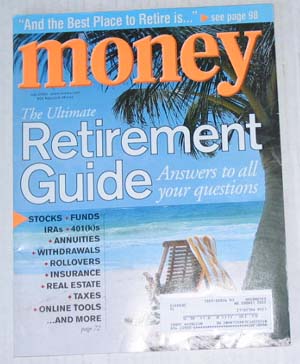 "And the Best Place to Retire is..." see page 98
money
The Ultimate
Retirement
Guide
Answers to all
your questions
STOCKS • FUNDS
IRAs • 401(k)s
• ANNUITIES
• WITHDRAWALS
• ROLLOVERS
• INSURANCE
• REAL ESTATE
• TAXES
• ONLINE TOOLS
...AND MORE
page 72